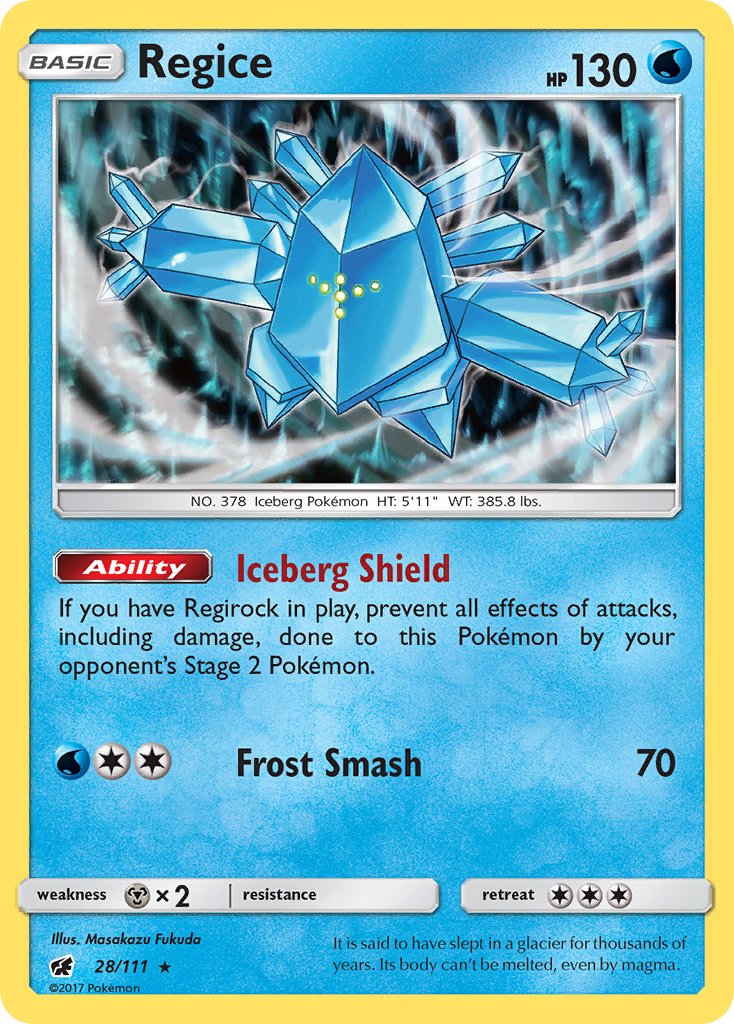 BASIC Regice HP 130
NO. 378 Iceberg Pokémon HT: 5'11" WT: 385.8 lbs.
Ability Iceberg Shield
If you have Regirock in play, prevent all effects of attacks,
including damage, done to this Pokémon by your
opponent's Stage 2 Pokémon.
Frost Smash 70
weakness ×2 resistance retreat
Illus. Masakazu Fukuda
28/111 ★
©2017 Pokémon
It is said to have slept in a glacier for thousands of
years. Its body can't be melted, even by magma.